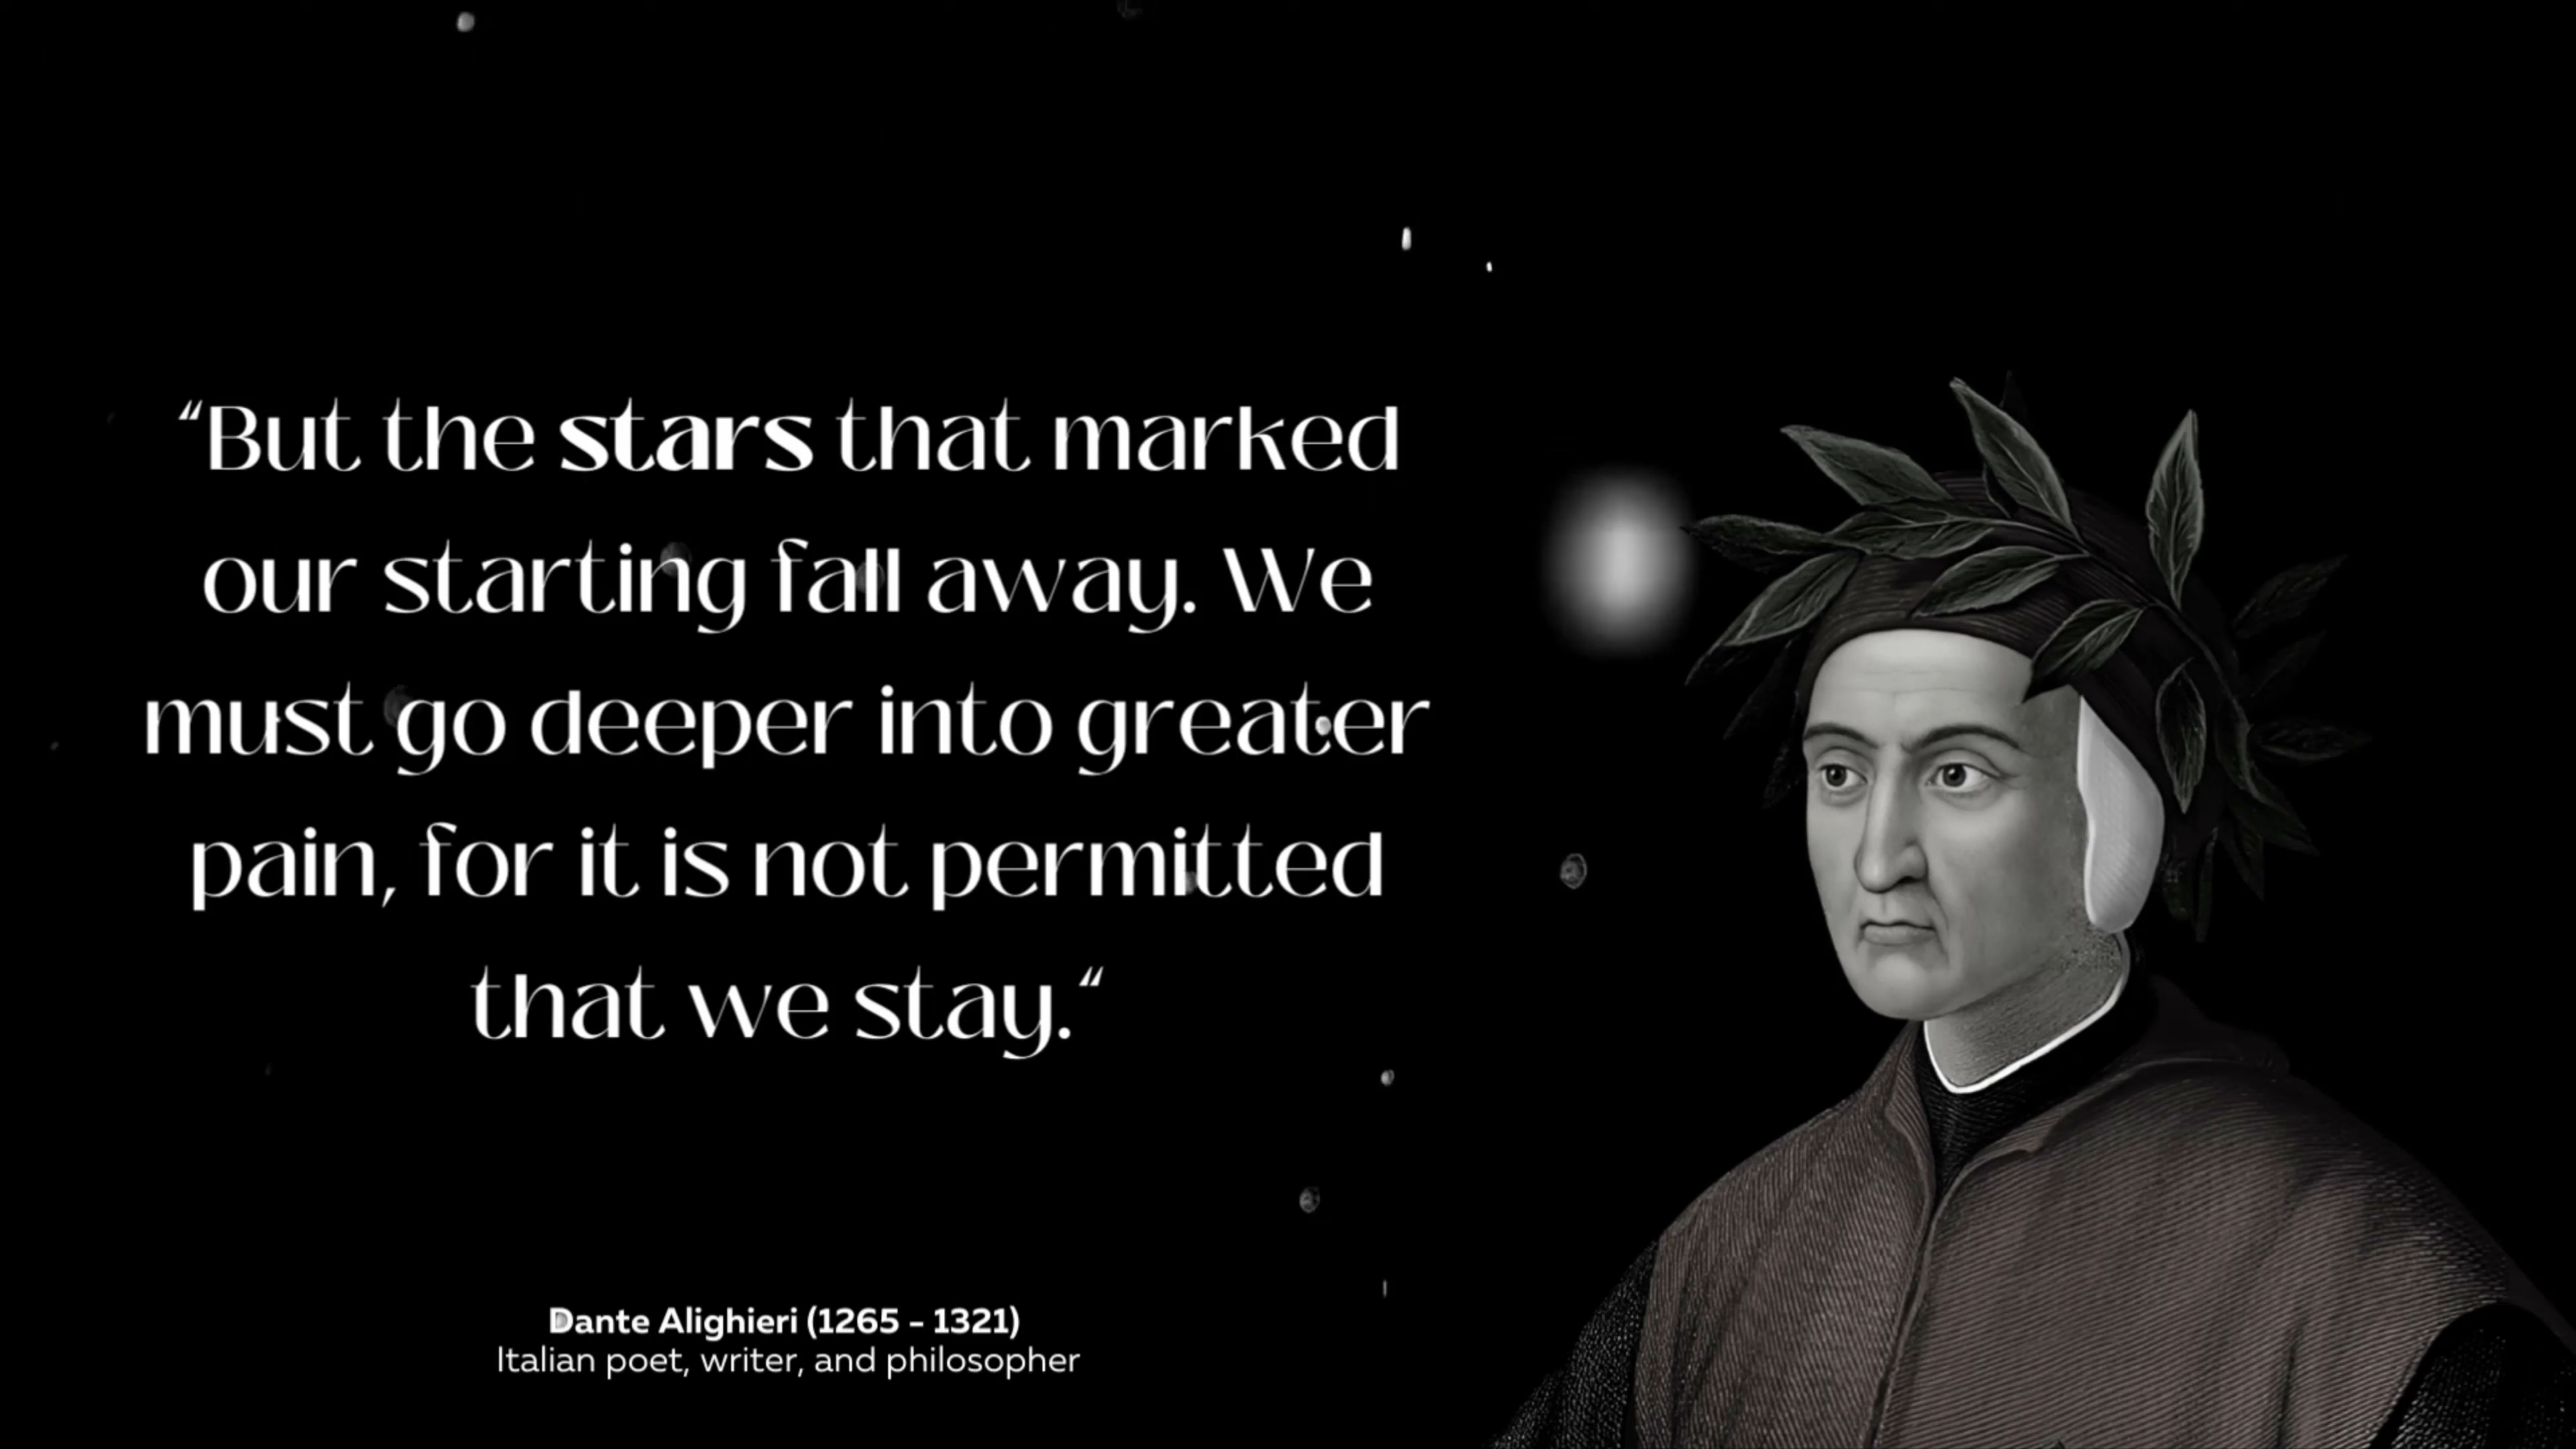 “But the stars that marked
our starting fall away. We
must go deeper into greater
pain, for it is not permitted
that we stay.“
Dante Alighieri (1265 - 1321)
Italian poet, writer, and philosopher